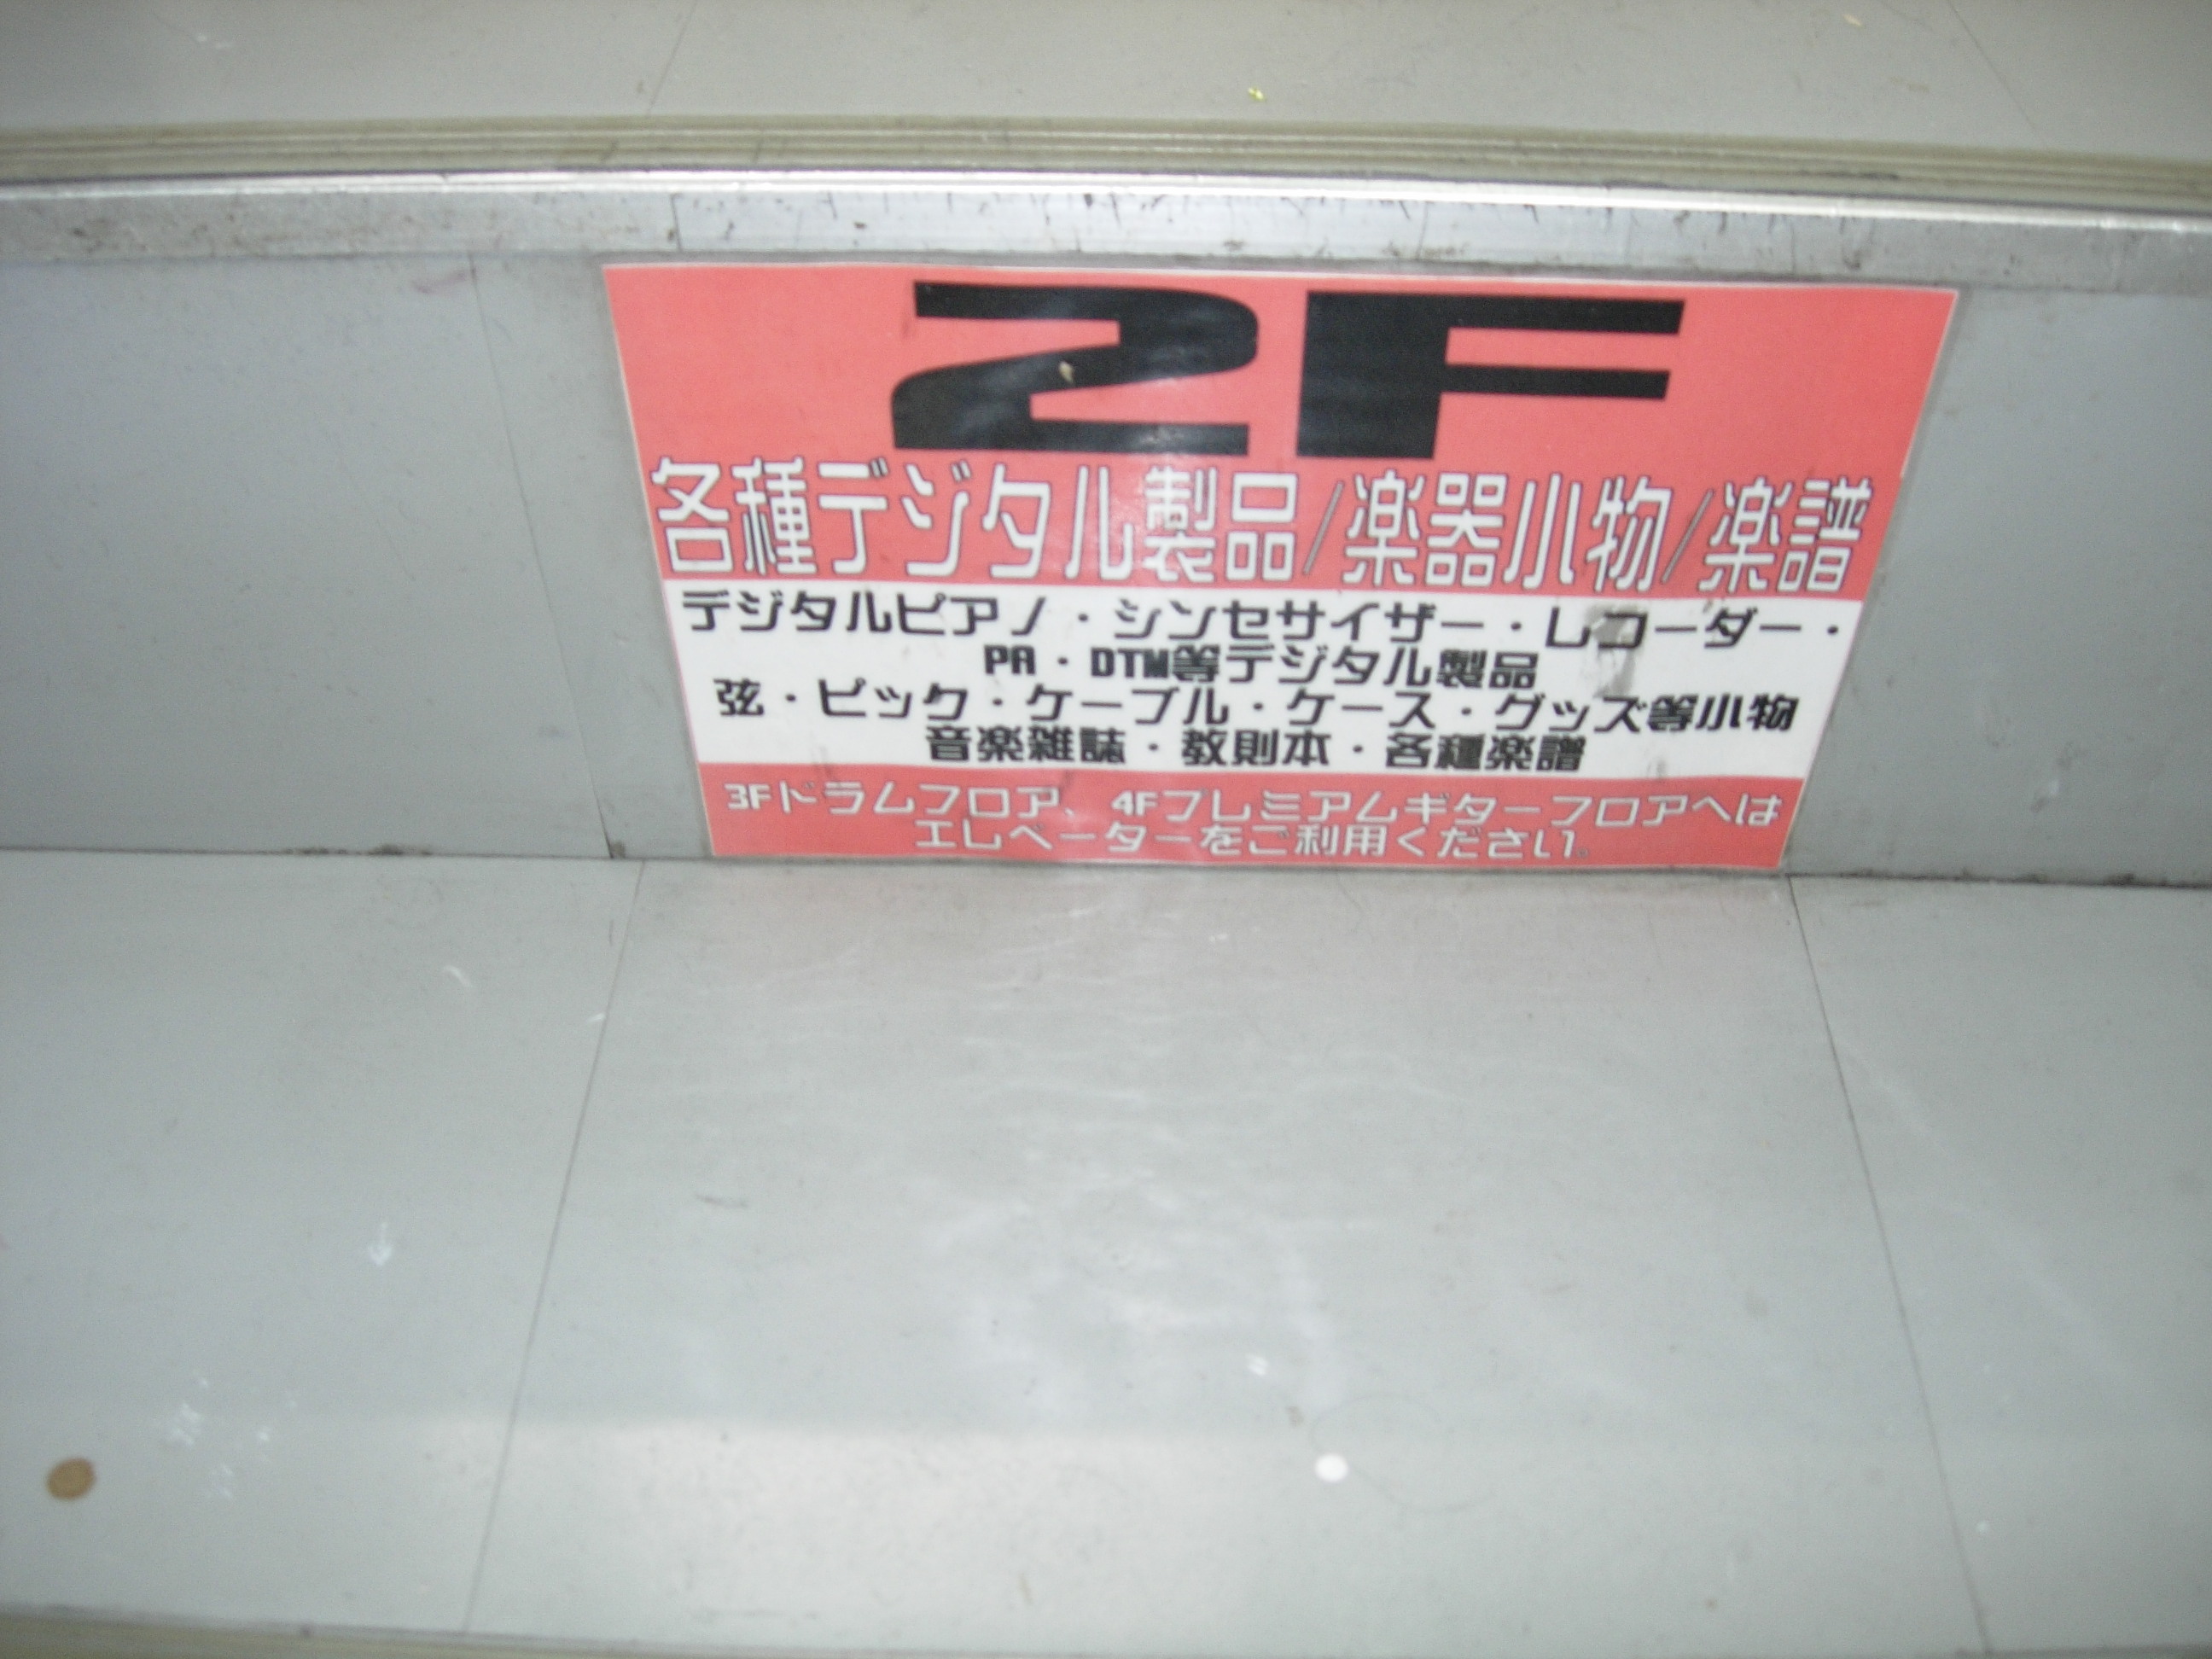 2F
各種デジタル製品/楽器小物/楽譜
デジタルピアノ・シンセサイザー・レコーダー・
PA・DTM等デジタル製品
弦・ピック・ケーブル・ケース・グッズ等小物
音楽雑誌・教則本・各種楽譜
3Fドラムフロア、4Fプレミアムギターフロアへは
エレベーターをご利用ください。